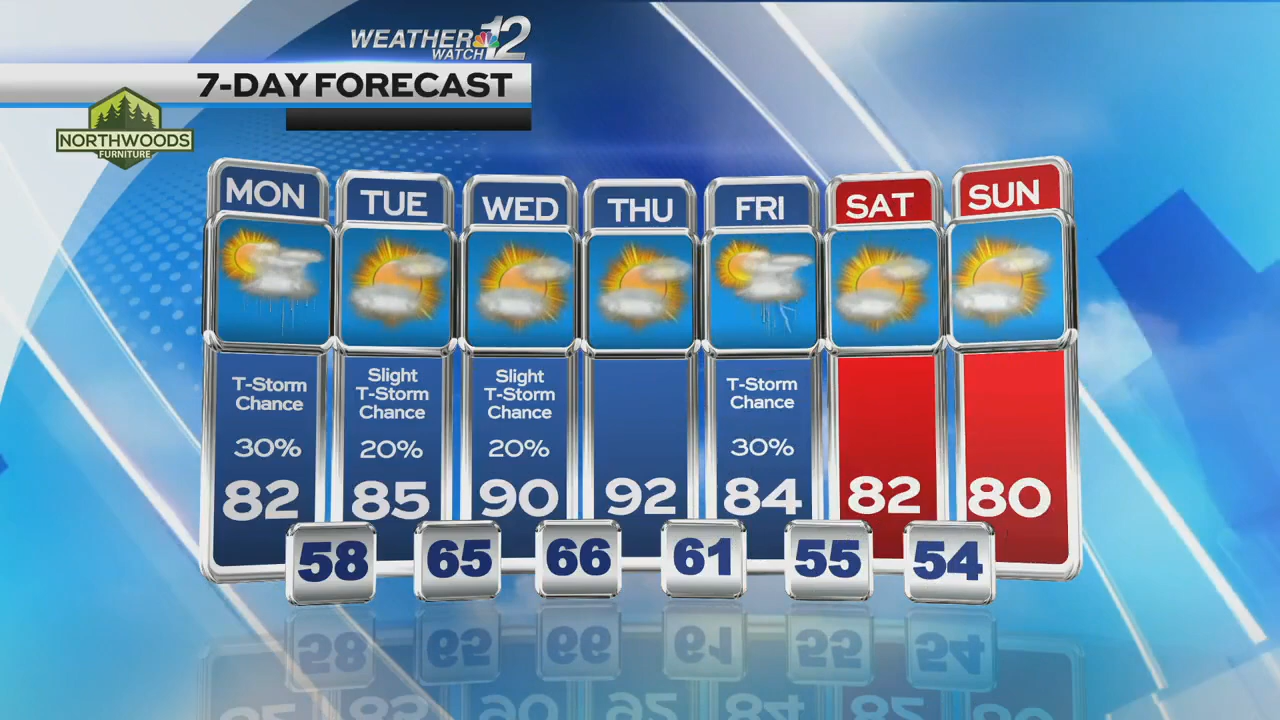 WEATHER 12
WATCH
7-DAY FORECAST
NORTHWOODS
FURNITURE
MON TUE WED THU FRI SAT SUN
T-Storm
Chance
30%
Slight
T-Storm
Chance
20%
Slight
T-Storm
Chance
20%
T-Storm
Chance
30%
82 85 90 92 84 82 80
58 65 66 61 55 54